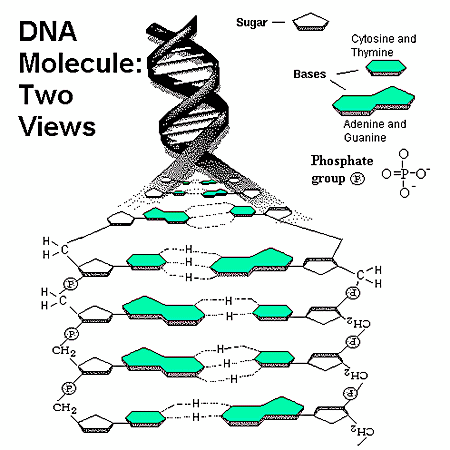 DNA
Molecule:
Two
Views
Sugar
Cytosine and
Thymine
Bases
Adenine and
Guanine
Phosphate
group P
O
O=P-O⁻
O⁻
H
C
H
H
H
H
P
H
C
H
P
C
H
H
P
H
H
CH₂
P
CH₂
P
H
H
H
CH₂
P
CH₂
P
H
H
CH₂